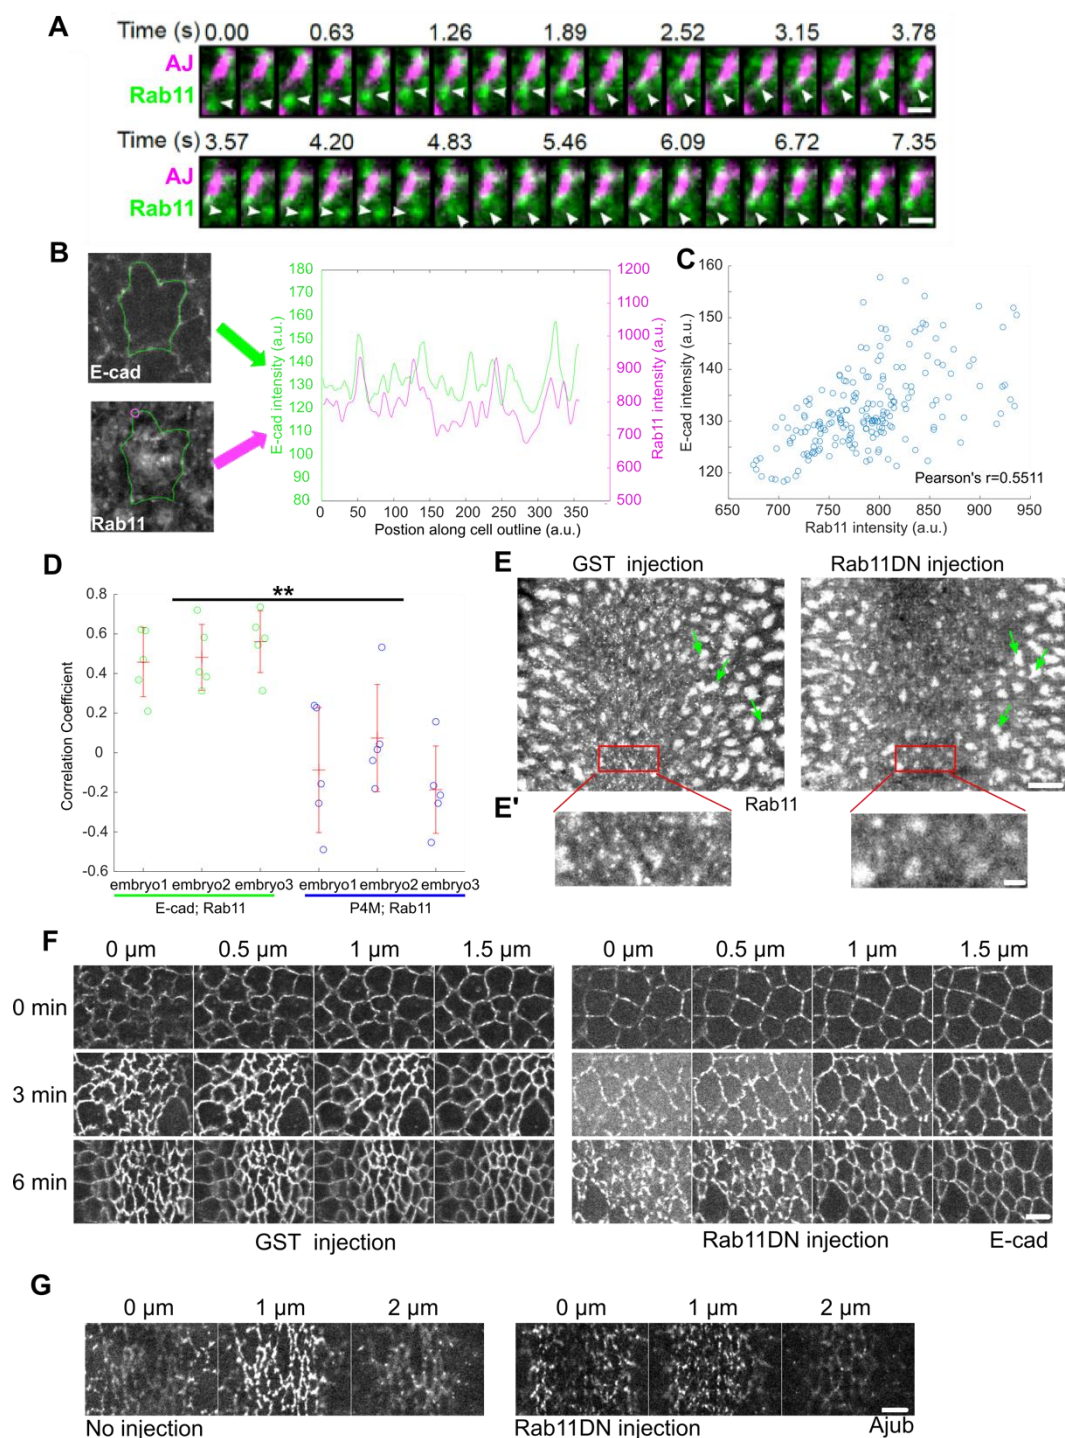 A
Time (s) 0.00 0.63 1.26 1.89 2.52 3.15 3.78
AJ
Rab11
Time (s) 3.57 4.20 4.83 5.46 6.09 6.72 7.35
AJ
Rab11
B
E-cad
Rab11
180
170
160
150
140
130
120
110
100
90
80
E-cad intensity (a.u.)
1200
1100
1000
900
800
700
600
500
Rab11 intensity (a.u.)
0 50 100 150 200 250 300 350
Postion along cell outline (a.u.)
C
160
150
140
130
120
E-cad intensity (a.u.)
Pearson's r=0.5511
650 700 750 800 850 900 950
Rab11 intensity (a.u.)
D
**
0.8
0.6
0.4
0.2
0
-0.2
-0.4
-0.6
Correlation Coefficient
embryo1 embryo2 embryo3 embryo1 embryo2 embryo3
E-cad; Rab11 P4M; Rab11
E
GST injection Rab11DN injection
Rab11
E'
F
0 µm 0.5 µm 1 µm 1.5 µm 0 µm 0.5 µm 1 µm 1.5 µm
0 min
3 min
6 min
GST injection Rab11DN injection E-cad
G
0 µm 1 µm 2 µm 0 µm 1 µm 2 µm
No injection Rab11DN injection Ajub